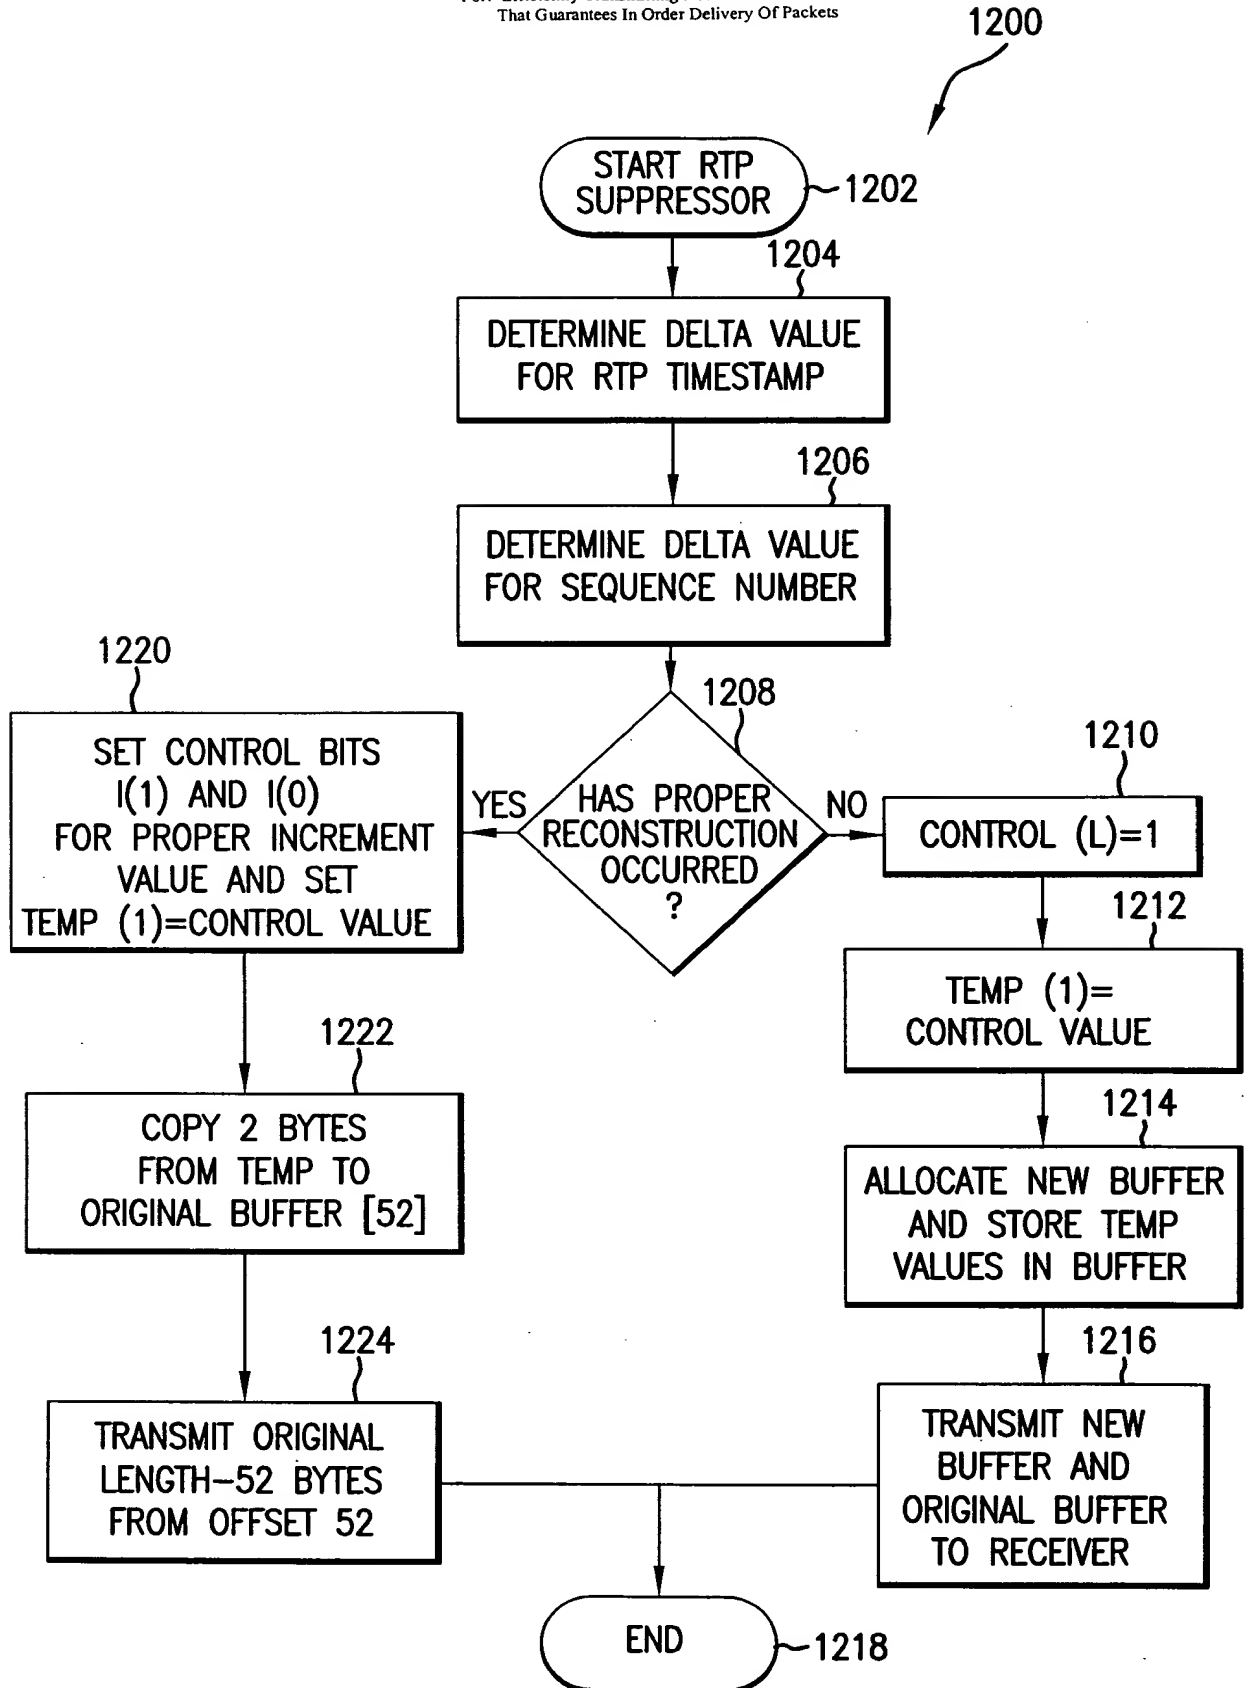 That Guarantees In Order Delivery Of Packets
1200
START RTP
SUPPRESSOR
1202
1204
DETERMINE DELTA VALUE
FOR RTP TIMESTAMP
1206
DETERMINE DELTA VALUE
FOR SEQUENCE NUMBER
1220
SET CONTROL BITS
I(1) AND I(0)
FOR PROPER INCREMENT
VALUE AND SET
TEMP (1)=CONTROL VALUE
YES
1208
HAS PROPER
RECONSTRUCTION
OCCURRED
?
NO
1210
CONTROL (L)=1
1212
TEMP (1)=
CONTROL VALUE
1222
COPY 2 BYTES
FROM TEMP TO
ORIGINAL BUFFER [52]
1214
ALLOCATE NEW BUFFER
AND STORE TEMP
VALUES IN BUFFER
1224
TRANSMIT ORIGINAL
LENGTH-52 BYTES
FROM OFFSET 52
1216
TRANSMIT NEW
BUFFER AND
ORIGINAL BUFFER
TO RECEIVER
END
1218